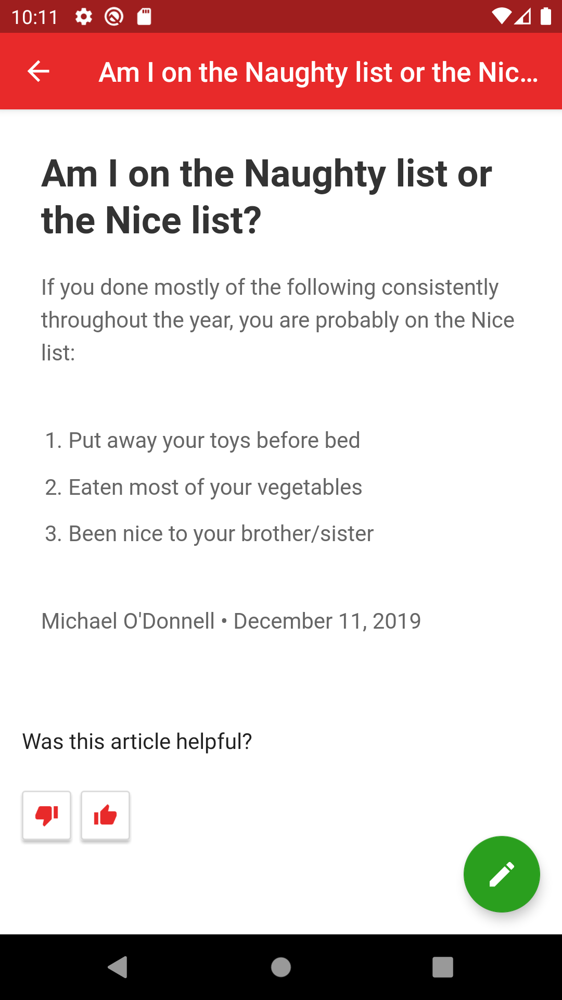 10:11
Am I on the Naughty list or the Nic...
Am I on the Naughty list or
the Nice list?
If you done mostly of the following consistently
throughout the year, you are probably on the Nice
list:
1. Put away your toys before bed
2. Eaten most of your vegetables
3. Been nice to your brother/sister
Michael O'Donnell • December 11, 2019
Was this article helpful?